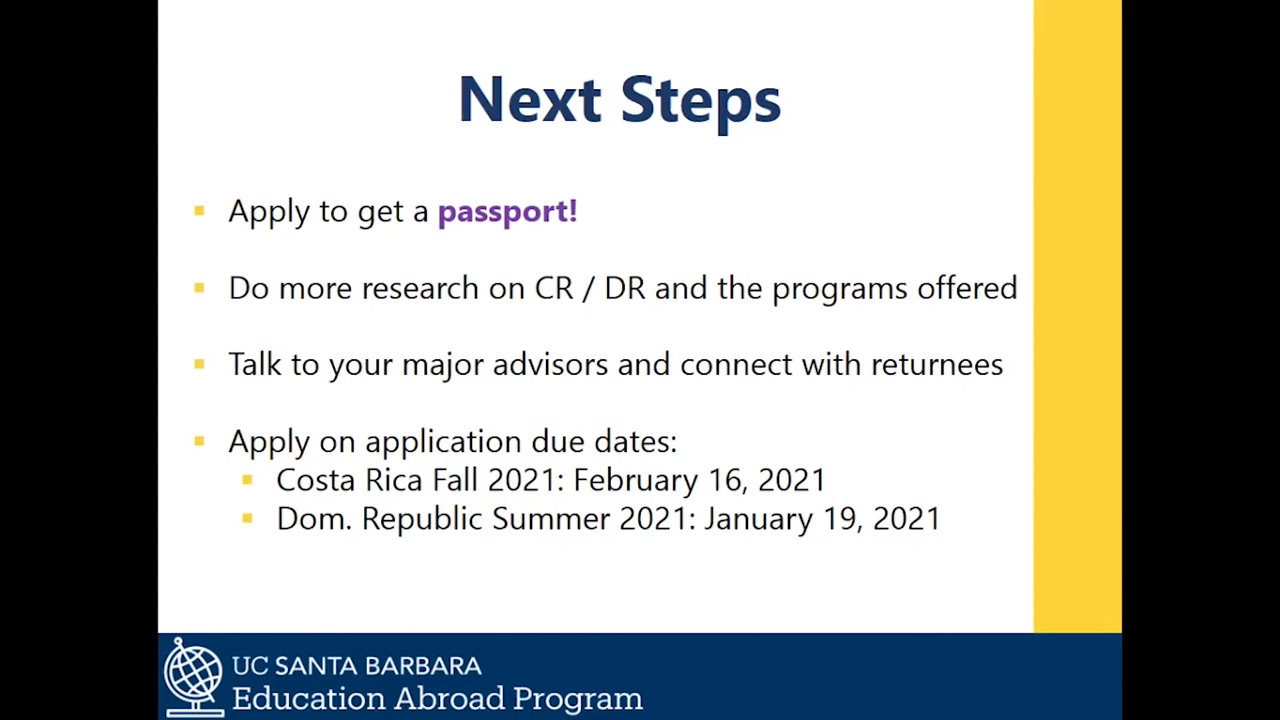 Next Steps
Apply to get a passport!
Do more research on CR / DR and the programs offered
Talk to your major advisors and connect with returnees
Apply on application due dates:
Costa Rica Fall 2021: February 16, 2021
Dom. Republic Summer 2021: January 19, 2021
UC SANTA BARBARA
Education Abroad Program